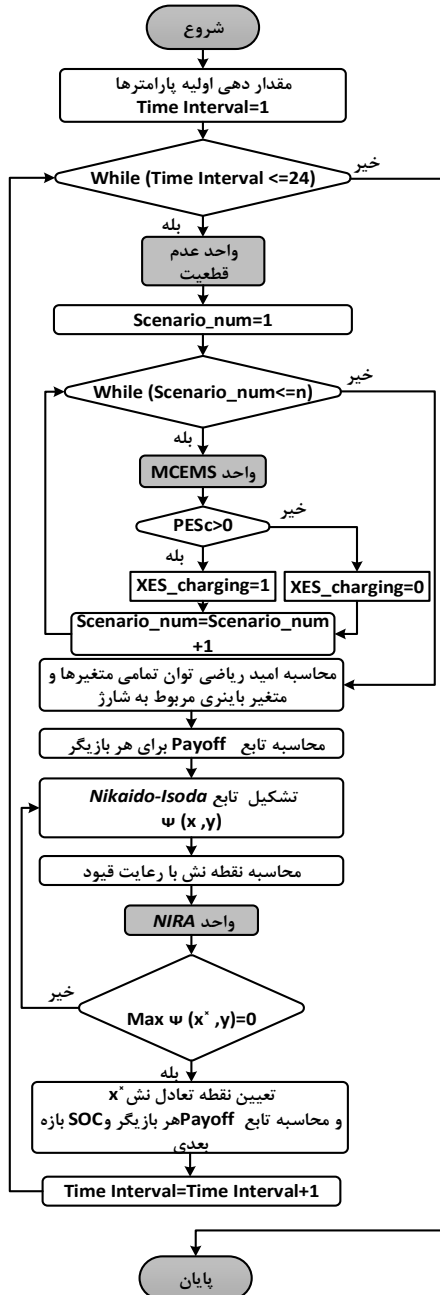 شروع
مقدار دهی اولیه پارامترها
Time Interval=1
While (Time Interval <=24)
خیر
بله
واحد عدم
قطعیت
Scenario_num=1
While (Scenario_num<=n)
خیر
بله
واحد MCEMS
PESc>0
خیر
بله
XES_charging=1
XES_charging=0
Scenario_num=Scenario_num
+1
محاسبه امید ریاضی توان تمامی متغیرها و
متغیر باینری مربوط به شارژ
محاسبه تابع Payoff برای هر بازیگر
تشکیل تابع Nikaido-Isoda
Ψ (x ,y)
محاسبه نقطه نش با رعایت قیود
واحد NIRA
خیر
Max Ψ (x* ,y)=0
بله
تعیین نقطه تعادل نش x*
و محاسبه تابع Payoffهر بازیگر وSOC بازه
بعدی
Time Interval=Time Interval+1
پایان